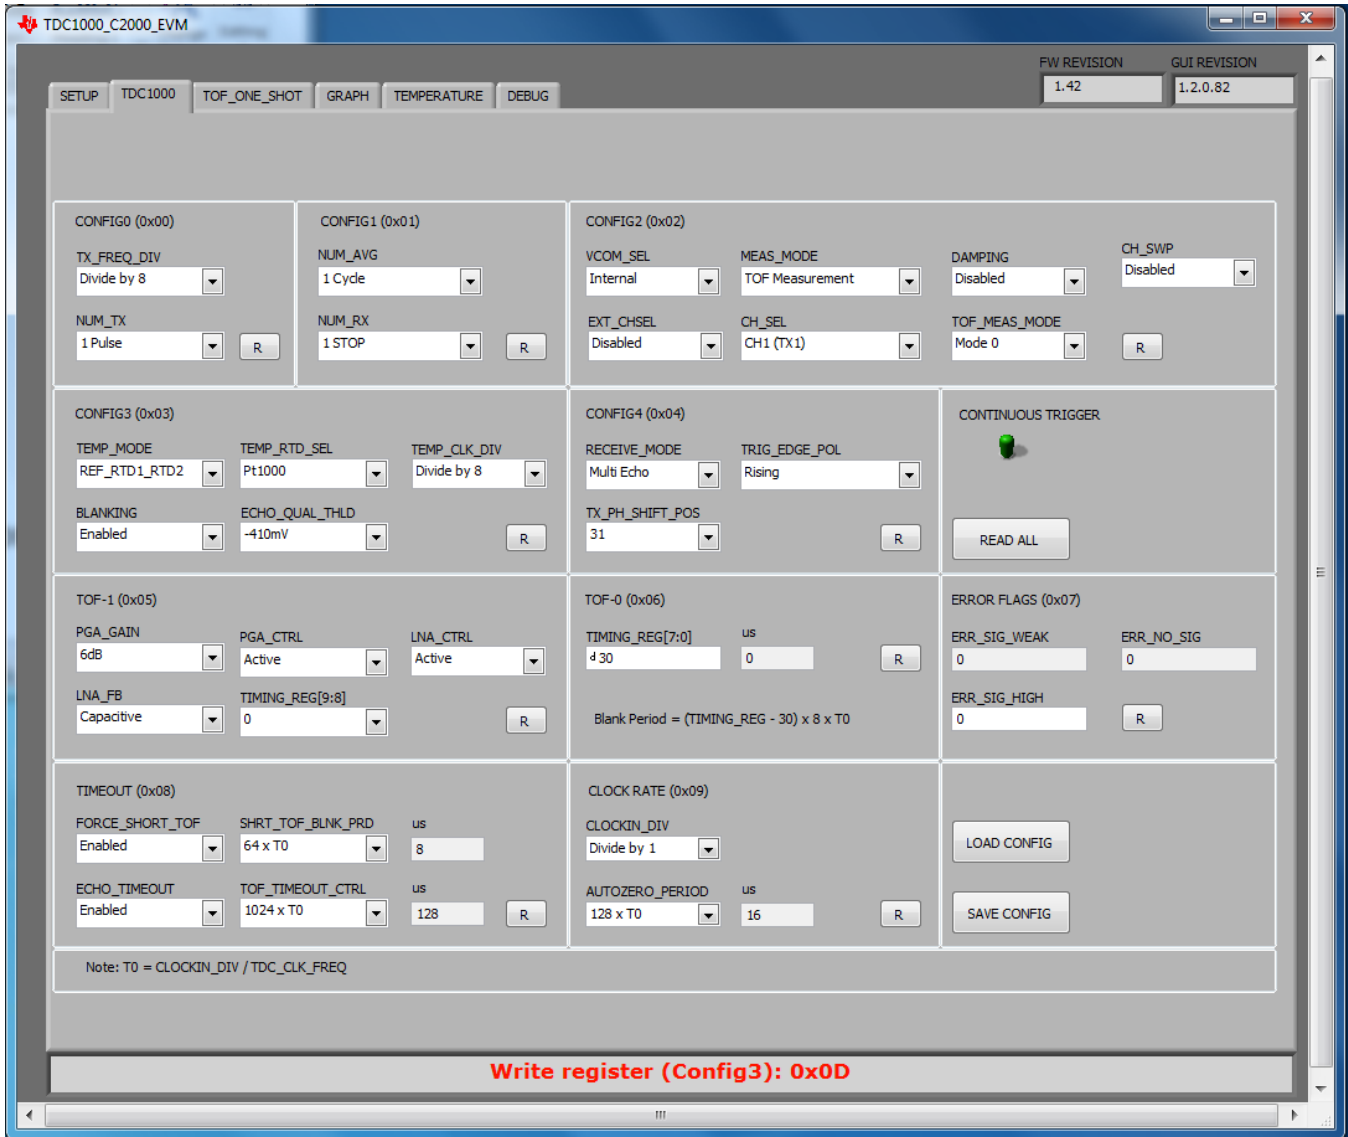 TDC1000_C2000_EVM
FW REVISION GUI REVISION
1.42 1.2.0.82
SETUP TDC1000 TOF_ONE_SHOT GRAPH TEMPERATURE DEBUG
CONFIG0 (0x00)
TX_FREQ_DIV
Divide by 8
NUM_TX
1 Pulse
R
CONFIG1 (0x01)
NUM_AVG
1 Cycle
NUM_RX
1 STOP
R
CONFIG2 (0x02)
VCOM_SEL MEAS_MODE DAMPING CH_SWP
Internal TOF Measurement Disabled Disabled
EXT_CHSEL CH_SEL TOF_MEAS_MODE
Disabled CH1 (TX1) Mode 0
R
CONFIG3 (0x03)
TEMP_MODE TEMP_RTD_SEL TEMP_CLK_DIV
REF_RTD1_RTD2 Pt1000 Divide by 8
BLANKING ECHO_QUAL_THLD
Enabled -410mV
R
CONFIG4 (0x04)
RECEIVE_MODE TRIG_EDGE_POL
Multi Echo Rising
TX_PH_SHIFT_POS
31
R
CONTINUOUS TRIGGER
READ ALL
TOF-1 (0x05)
PGA_GAIN PGA_CTRL LNA_CTRL
6dB Active Active
LNA_FB TIMING_REG[9:8]
Capacitive 0
R
TOF-0 (0x06)
TIMING_REG[7:0] us
d 30 0
R
Blank Period = (TIMING_REG - 30) x 8 x T0
ERROR FLAGS (0x07)
ERR_SIG_WEAK ERR_NO_SIG
0 0
ERR_SIG_HIGH
0
R
TIMEOUT (0x08)
FORCE_SHORT_TOF SHRT_TOF_BLNK_PRD us
Enabled 64 x T0 8
ECHO_TIMEOUT TOF_TIMEOUT_CTRL us
Enabled 1024 x T0 128
R
CLOCK RATE (0x09)
CLOCKIN_DIV
Divide by 1
AUTOZERO_PERIOD us
128 x T0 16
R
LOAD CONFIG
SAVE CONFIG
Note: T0 = CLOCKIN_DIV / TDC_CLK_FREQ
Write register (Config3): 0x0D